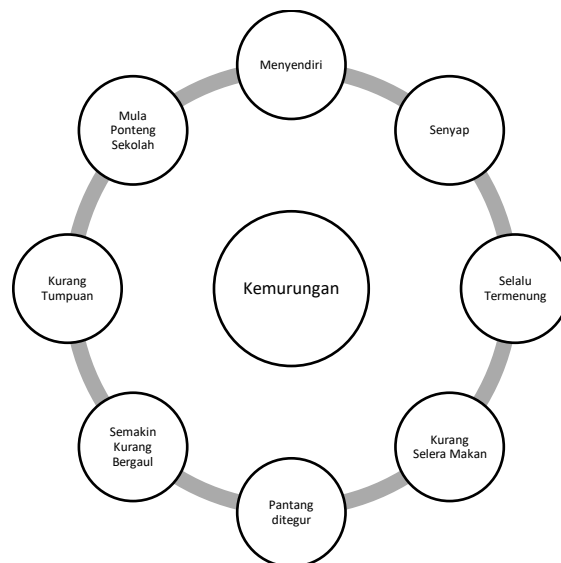 Menyendiri
Senyap
Selalu
Termenung
Kurang
Selera Makan
Pantang
ditegur
Semakin
Kurang
Bergaul
Kurang
Tumpuan
Mula
Ponteng
Sekolah
Kemurungan